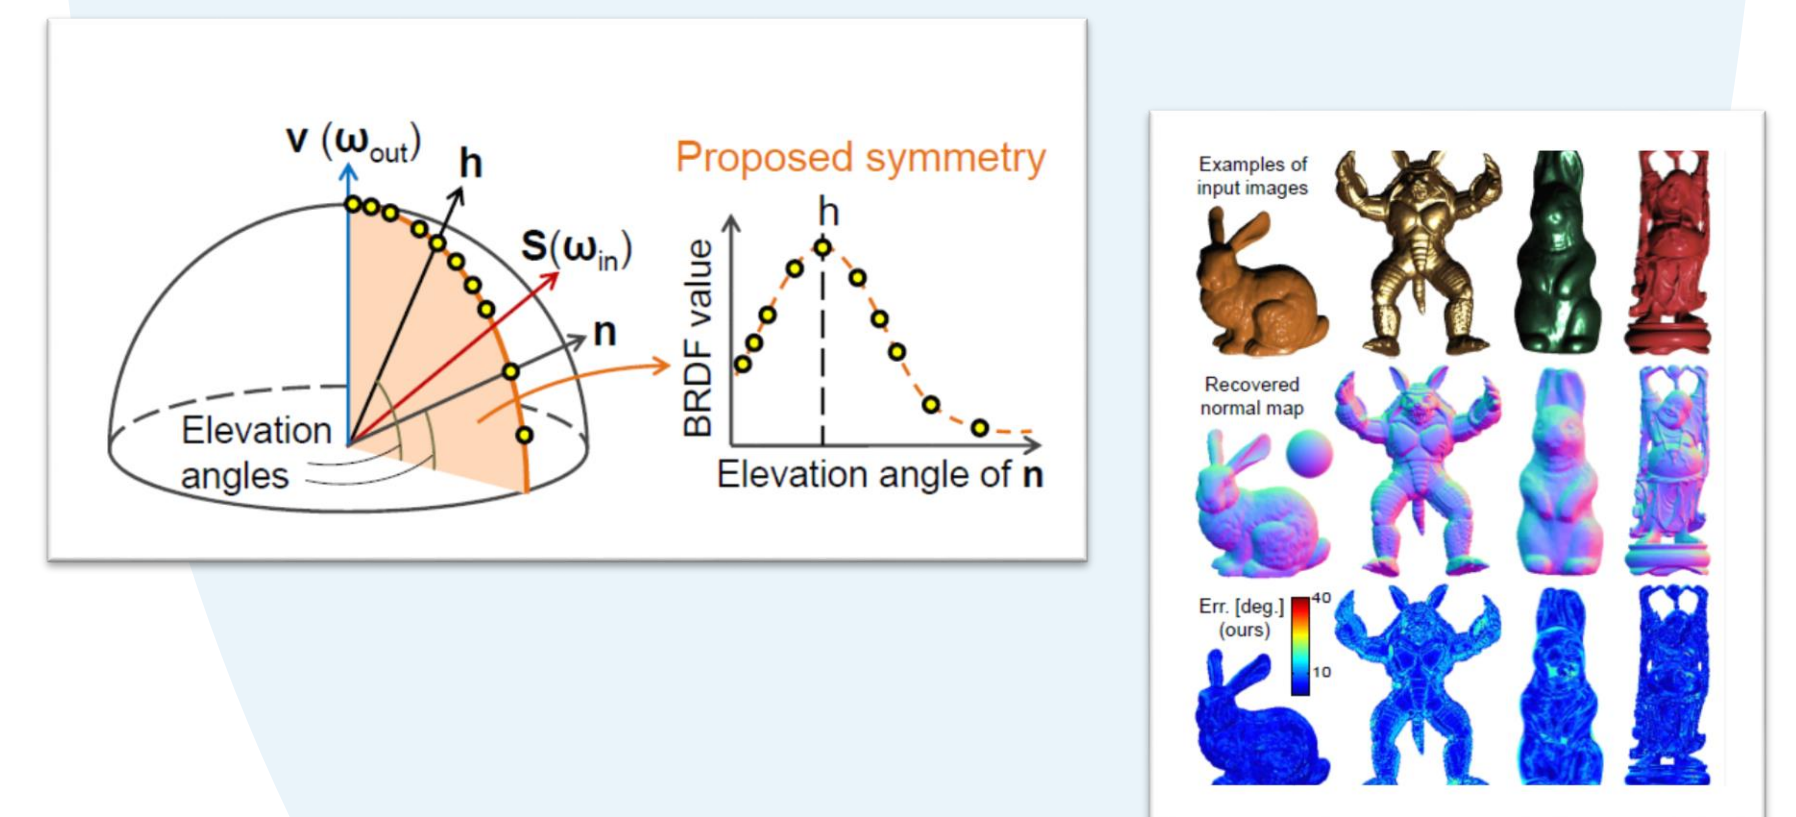 v (ωout)
h
S(ωin)
n
Elevation
angles
Proposed symmetry
h
BRDF value
Elevation angle of n
Examples of
input images
Recovered
normal map
Err. [deg.]
(ours)
40
10